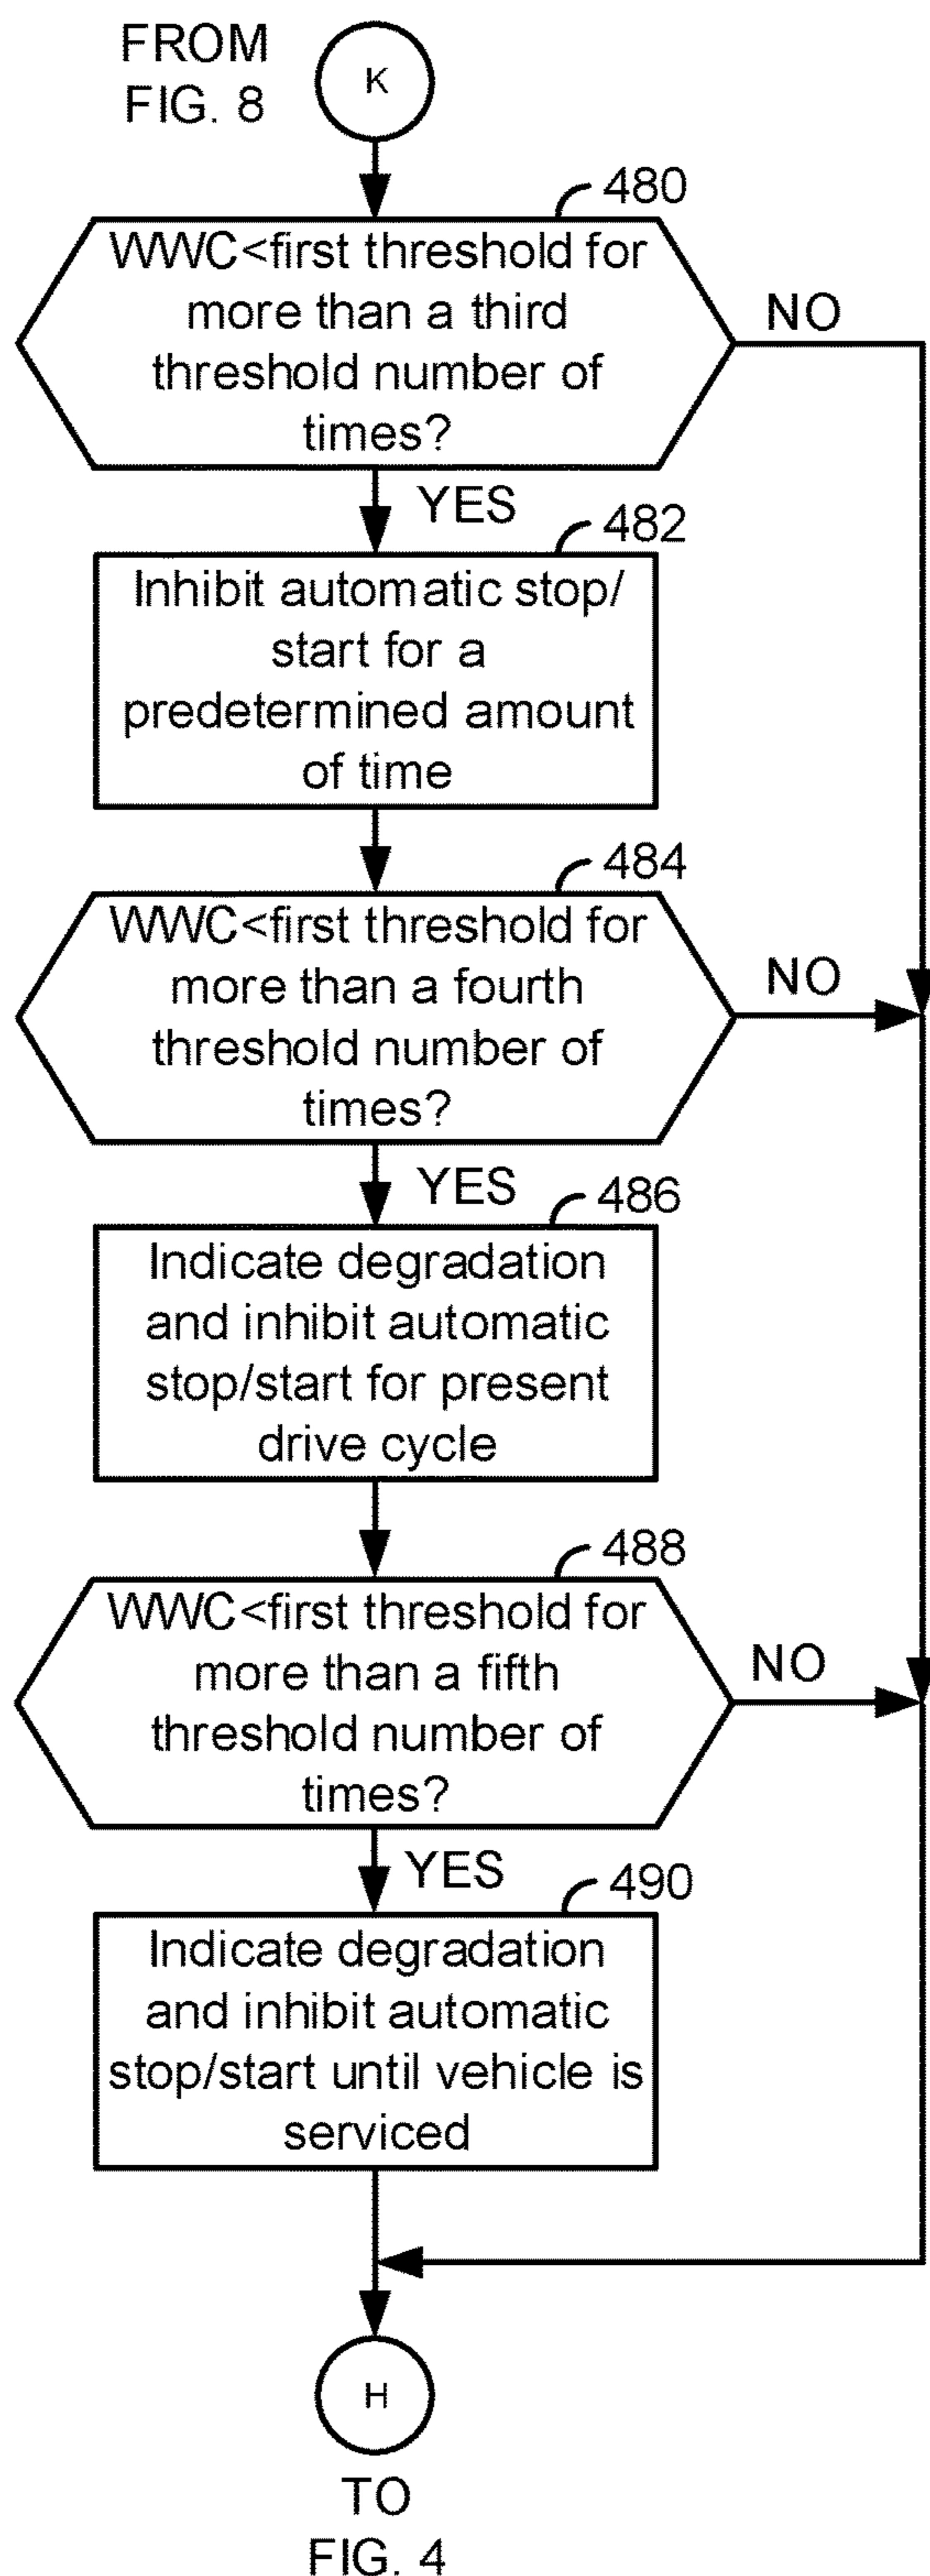 FROM
FIG. 8
K
480
WWC<first threshold for
more than a third
threshold number of
times?
NO
YES
482
Inhibit automatic stop/
start for a
predetermined amount
of time
484
WWC<first threshold for
more than a fourth
threshold number of
times?
NO
YES
486
Indicate degradation
and inhibit automatic
stop/start for present
drive cycle
488
WWC<first threshold for
more than a fifth
threshold number of
times?
NO
YES
490
Indicate degradation
and inhibit automatic
stop/start until vehicle is
serviced
H
TO
FIG. 4